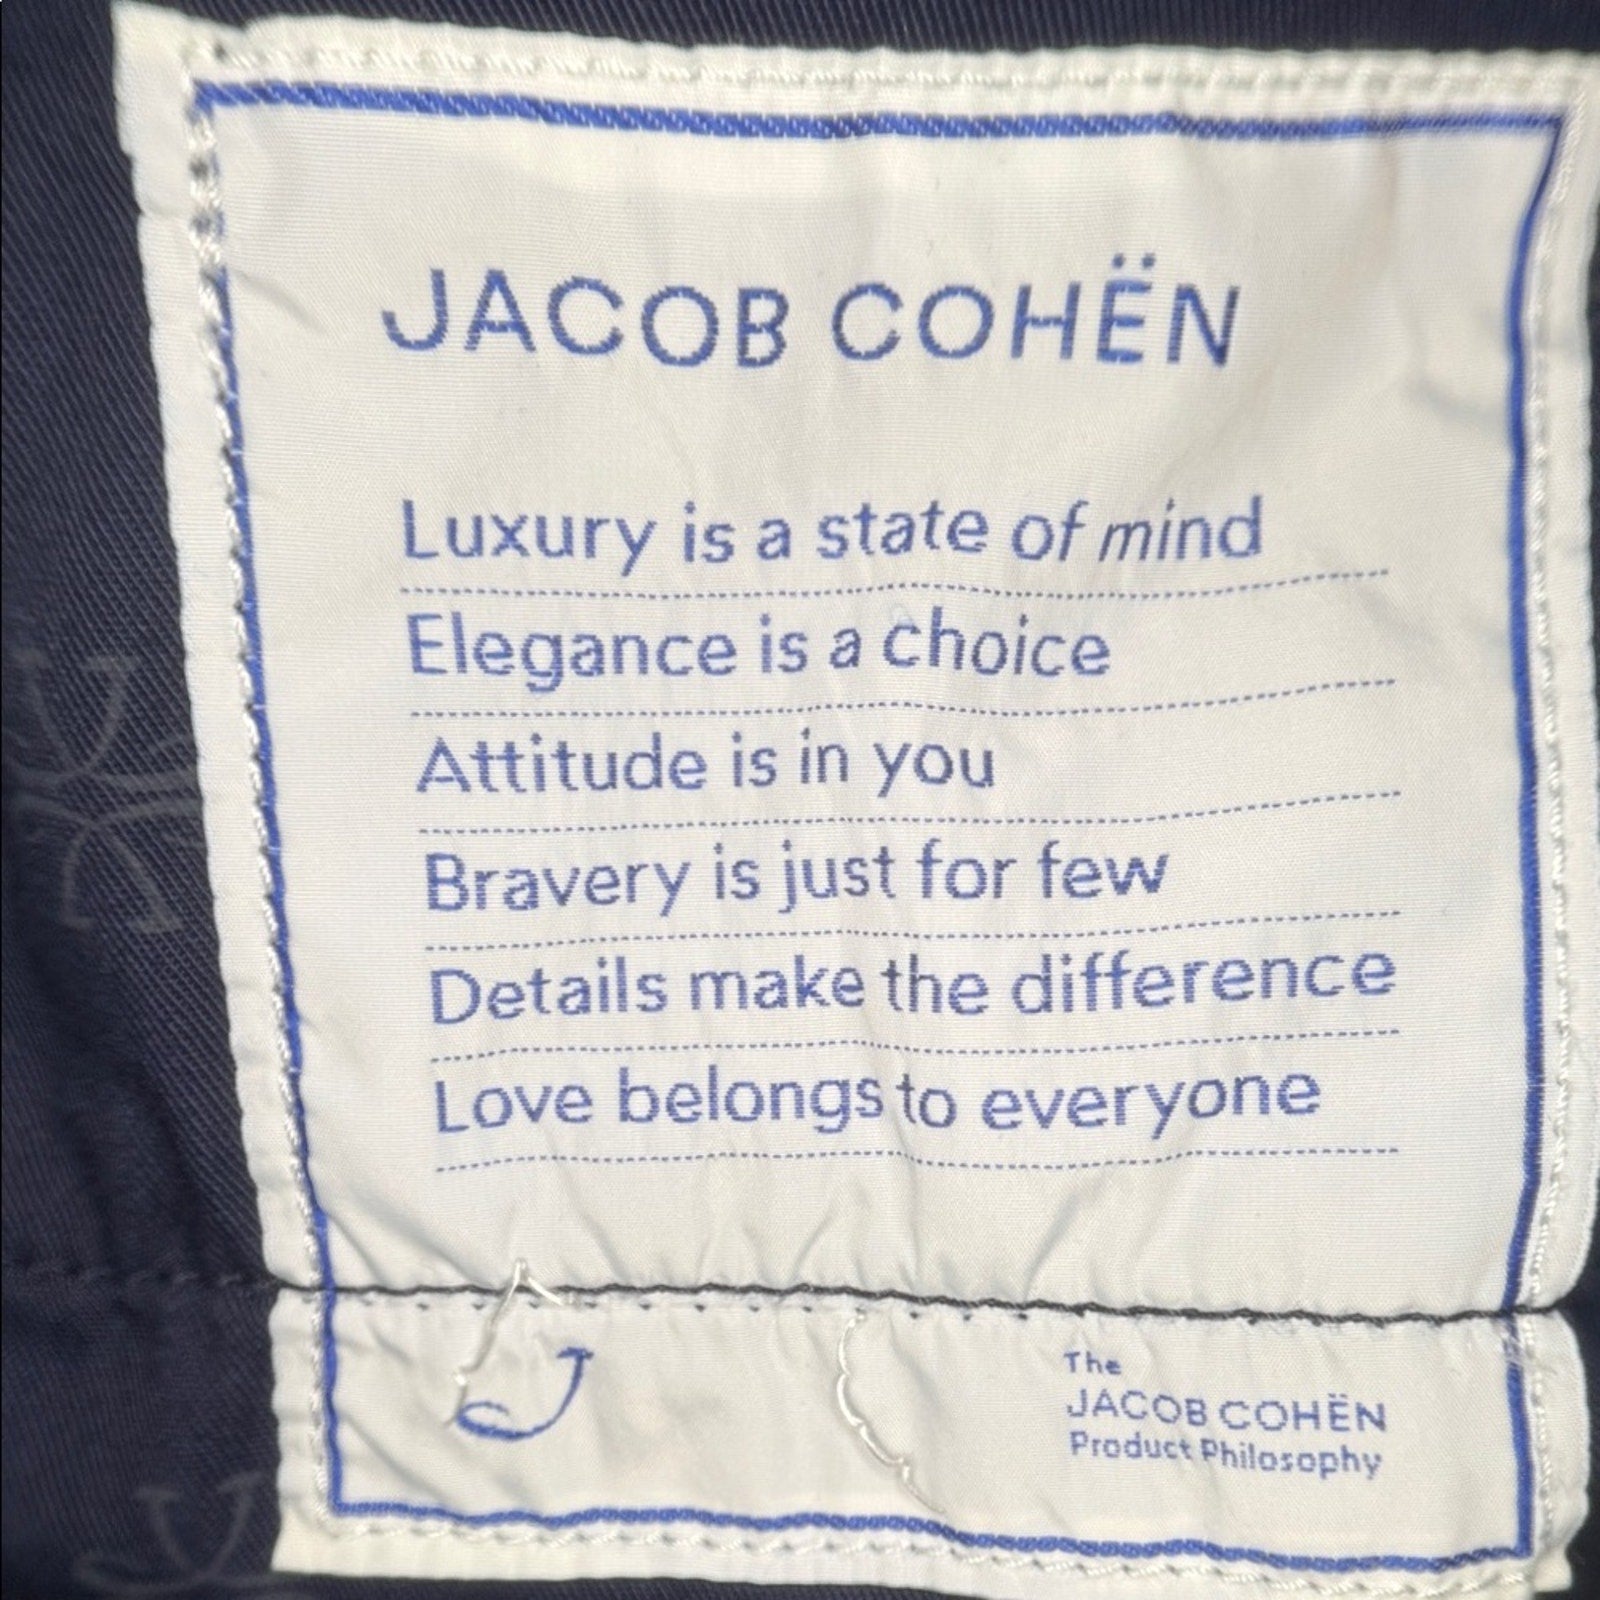 JACOB COHËN
Luxury is a state of mind
Elegance is a choice
Attitude is in you
Bravery is just for few
Details make the difference
Love belongs to everyone
J
The
JACOB COHËN
Product Philosophy